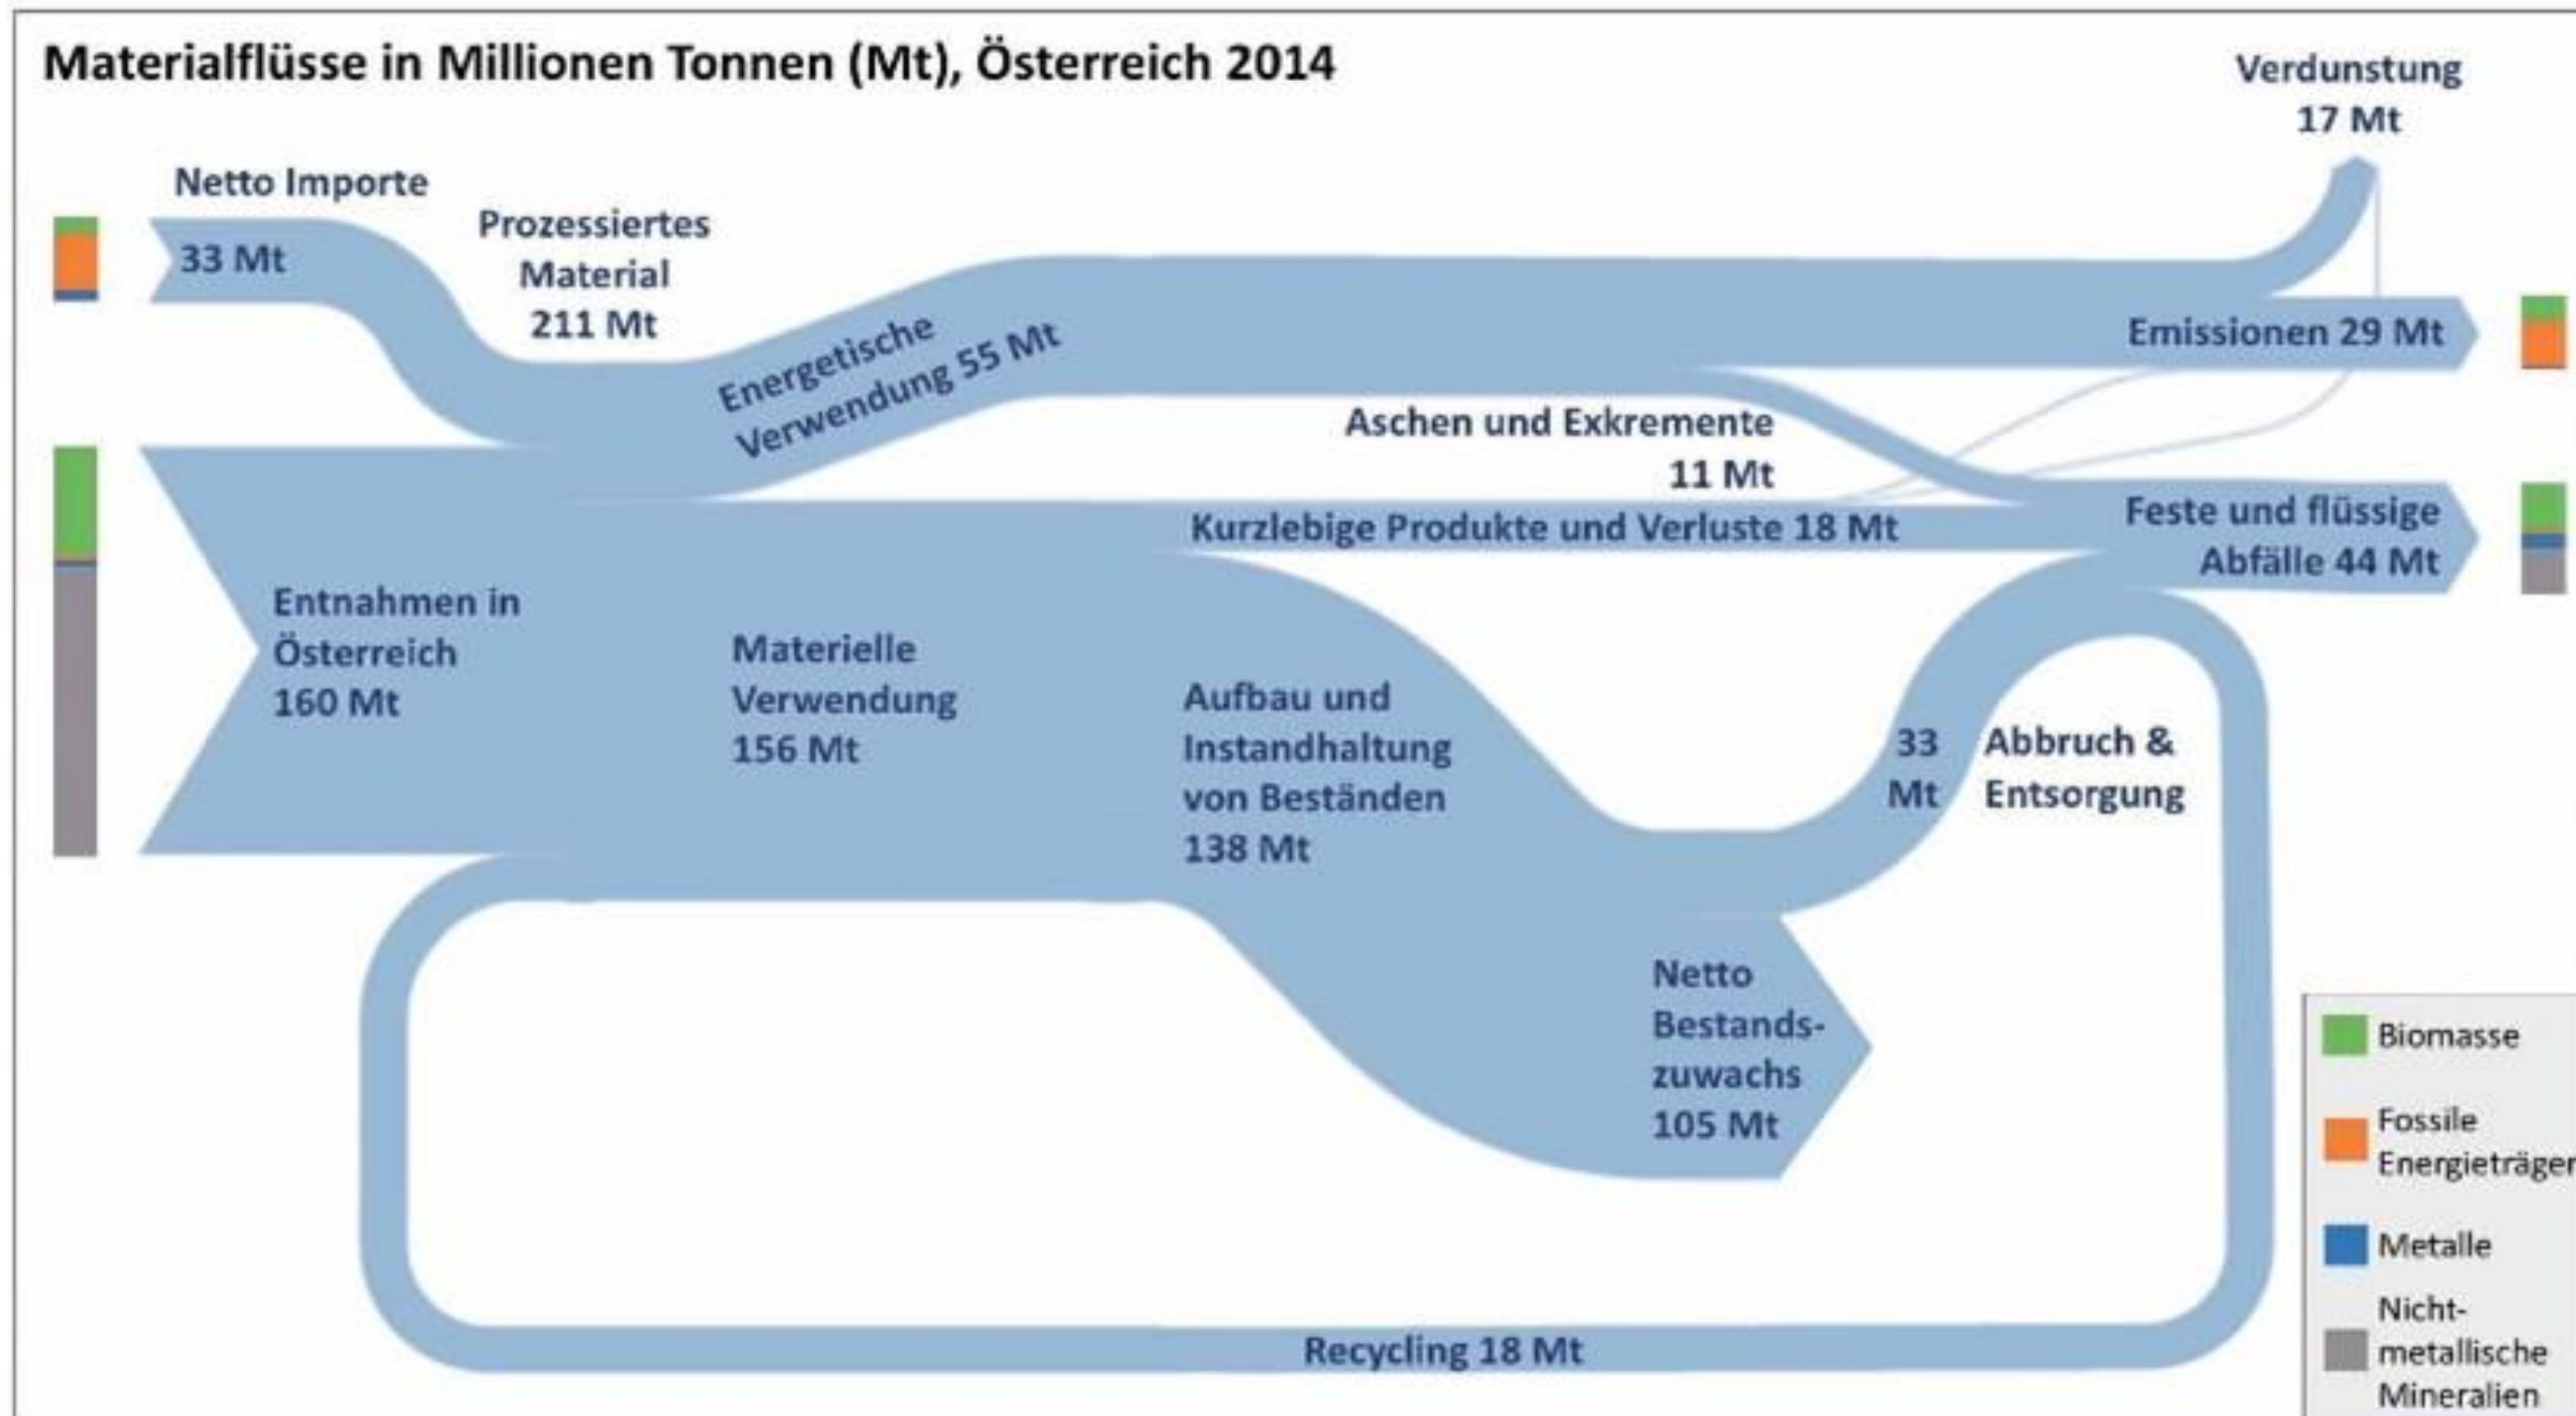 Materialflüsse in Millionen Tonnen (Mt), Österreich 2014
Verdunstung
17 Mt
Netto Importe
33 Mt
Prozessiertes
Material
211 Mt
Energetische
Verwendung 55 Mt
Emissionen 29 Mt
Aschen und Exkremente
11 Mt
Kurzlebige Produkte und Verluste 18 Mt
Feste und flüssige
Abfälle 44 Mt
Entnahmen in
Österreich
160 Mt
Materielle
Verwendung
156 Mt
Aufbau und
Instandhaltung
von Beständen
138 Mt
33
Mt
Abbruch &
Entsorgung
Netto
Bestands-
zuwachs
105 Mt
Recycling 18 Mt
Biomasse
Fossile
Energieträger
Metalle
Nicht-
metallische
Mineralien